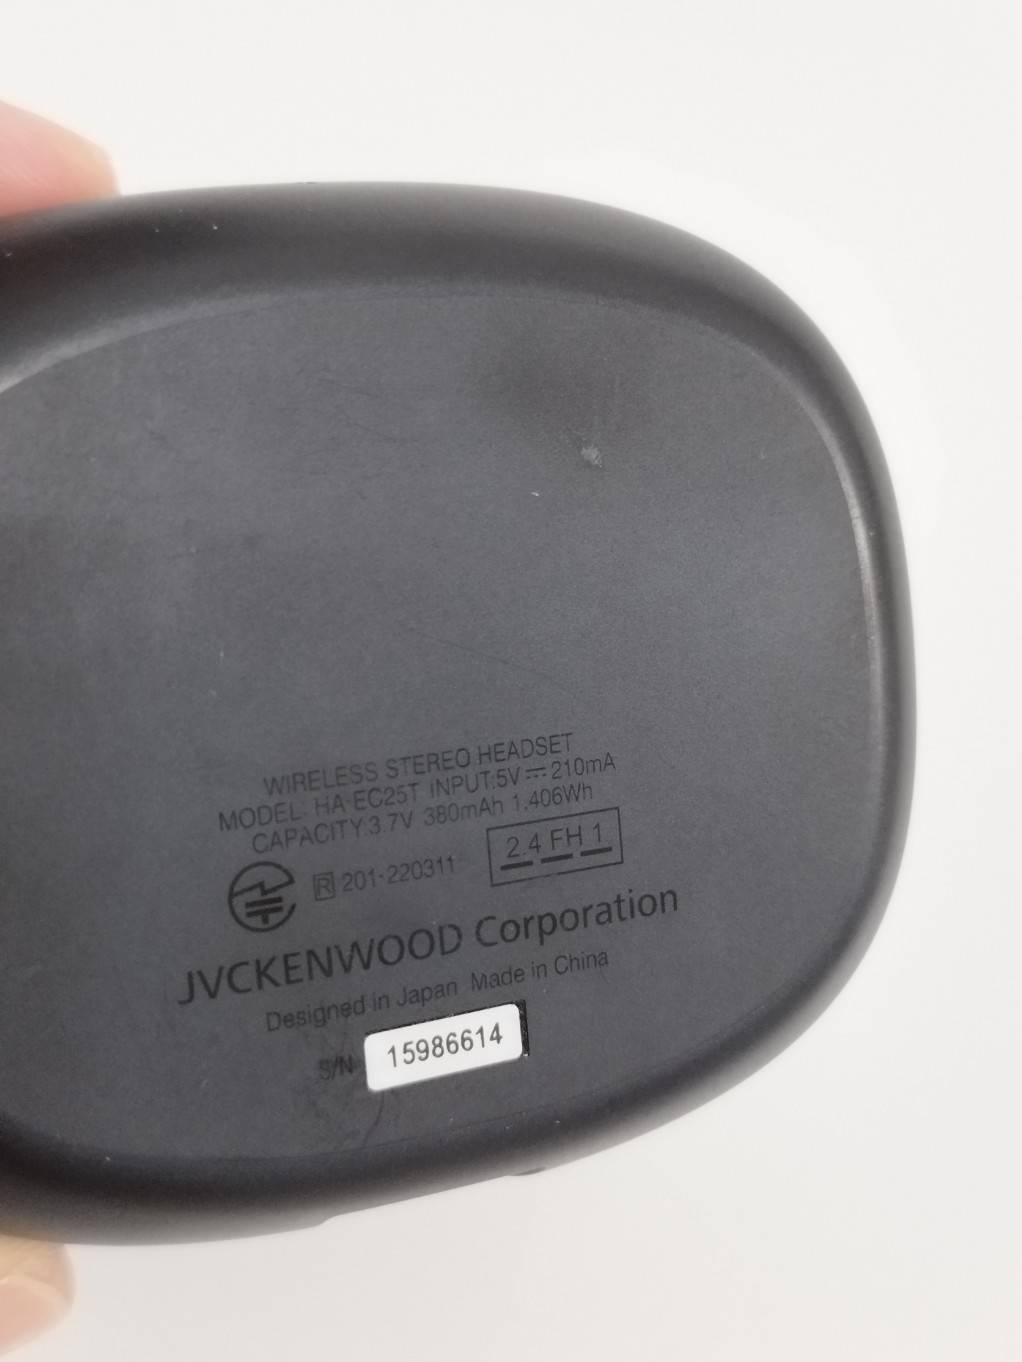 WIRELESS STEREO HEADSET
MODEL: HA-EC25T INPUT:5V ⎓ 210mA
CAPACITY:3.7V 380mAh 1.406Wh
R 201-220311 2.4 FH 1
JVCKENWOOD Corporation
Designed in Japan Made in China
S/N 15986614